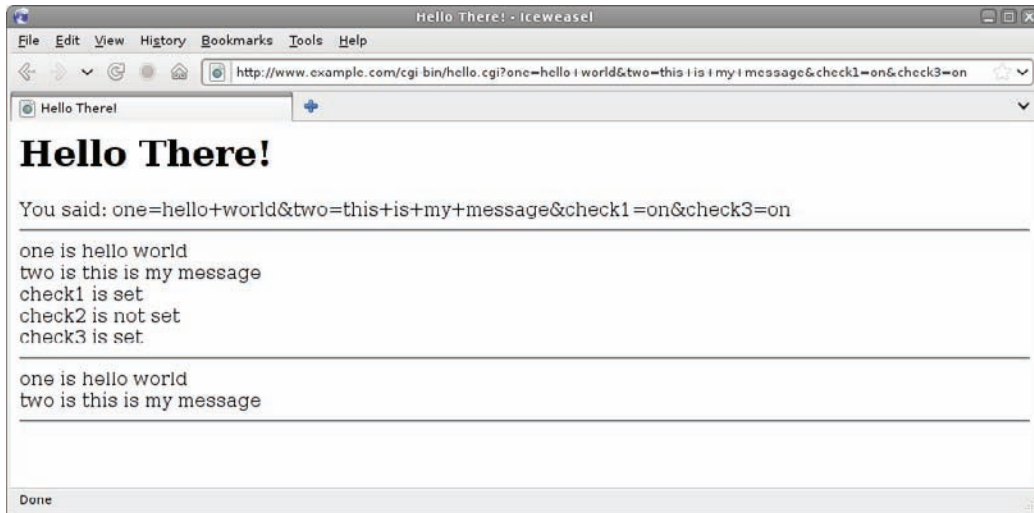 Hello There! - Iceweasel
File Edit View History Bookmarks Tools Help
http://www.example.com/cgi-bin/hello.cgi?one=hello+world&two=this+is+my+message&check1=on&check3=on
Hello There!
Hello There!
You said: one=hello+world&two=this+is+my+message&check1=on&check3=on
one is hello world
two is this is my message
check1 is set
check2 is not set
check3 is set
one is hello world
two is this is my message
Done